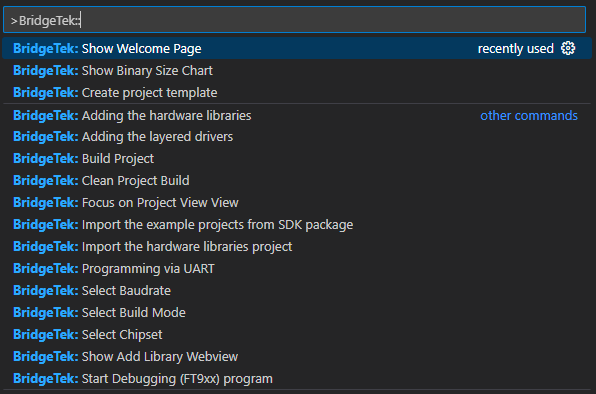 >BridgeTek:
BridgeTek: Show Welcome Page recently used
BridgeTek: Show Binary Size Chart
BridgeTek: Create project template
BridgeTek: Adding the hardware libraries other commands
BridgeTek: Adding the layered drivers
BridgeTek: Build Project
BridgeTek: Clean Project Build
BridgeTek: Focus on Project View View
BridgeTek: Import the example projects from SDK package
BridgeTek: Import the hardware libraries project
BridgeTek: Programming via UART
BridgeTek: Select Baudrate
BridgeTek: Select Build Mode
BridgeTek: Select Chipset
BridgeTek: Show Add Library Webview
BridgeTek: Start Debugging (FT9xx) program